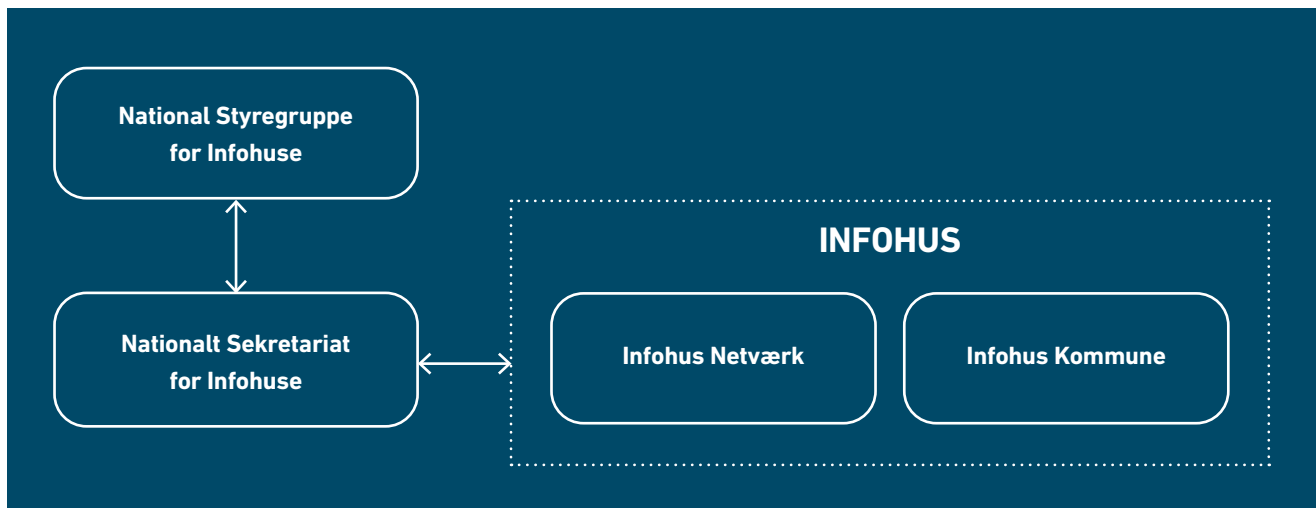 National Styregruppe
for Infohuse
INFOHUS
Nationalt Sekretariat
for Infohuse
Infohus Netværk
Infohus Kommune